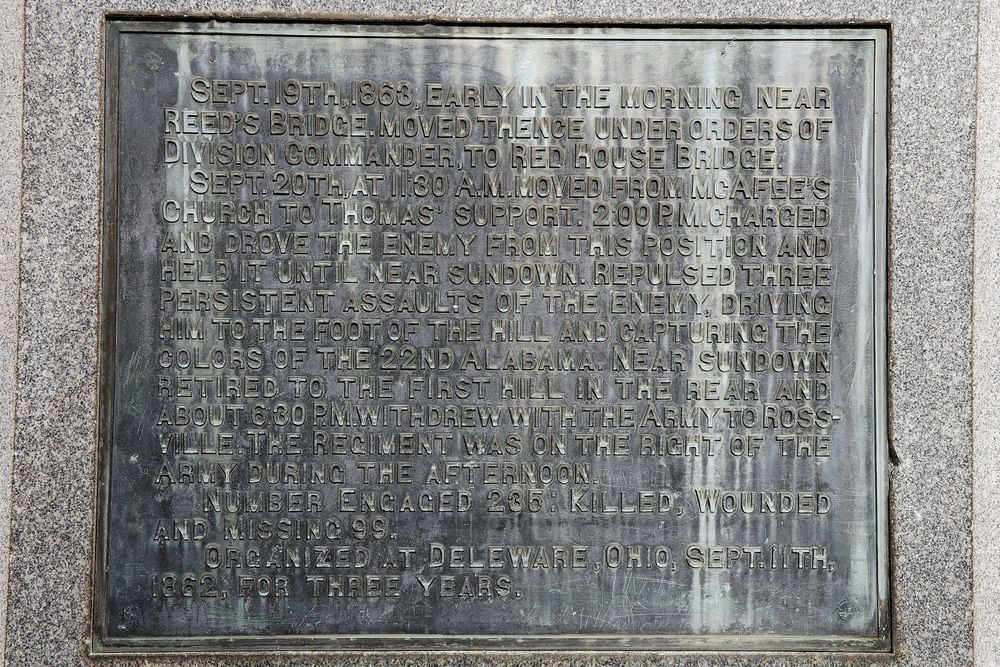 SEPT. 19TH, 1863, EARLY IN THE MORNING NEAR
REED'S BRIDGE. MOVED THENCE UNDER ORDERS OF
DIVISION COMMANDER, TO RED HOUSE BRIDGE.
SEPT. 20TH, AT 11:30 A.M. MOVED FROM MCAFEE'S
CHURCH TO THOMAS' SUPPORT. 2:00 P.M. CHARGED
AND DROVE THE ENEMY FROM THIS POSITION AND
HELD IT UNTIL NEAR SUNDOWN. REPULSED THREE
PERSISTENT ASSAULTS OF THE ENEMY, DRIVING
HIM TO THE FOOT OF THE HILL AND CAPTURING THE
COLORS OF THE 22ND ALABAMA. NEAR SUNDOWN
RETIRED TO THE FIRST HILL IN THE REAR AND
ABOUT 6:30 P.M. WITHDREW WITH THE ARMY TO ROSS-
VILLE. THE REGIMENT WAS ON THE RIGHT OF THE
ARMY DURING THE AFTERNOON.
NUMBER ENGAGED 235: KILLED, WOUNDED
AND MISSING 99.
ORGANIZED AT DELEWARE, OHIO, SEPT. 11TH,
1862, FOR THREE YEARS.